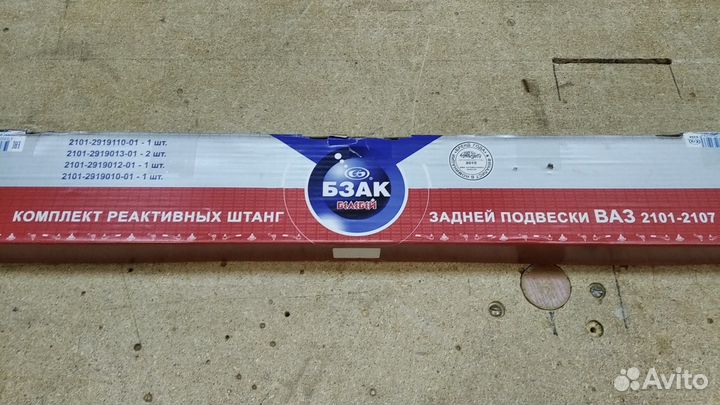 2101-2919110-01 - 1 шт.
2101-2919013-01 - 2 шт.
2101-2919012-01 - 1 шт.
2101-2919010-01 - 1 шт.
БЗАК
БЕЛЕБЕЙ
КОМПЛЕКТ РЕАКТИВНЫХ ШТАНГ
ЗАДНЕЙ ПОДВЕСКИ ВАЗ 2101-2107
Avito